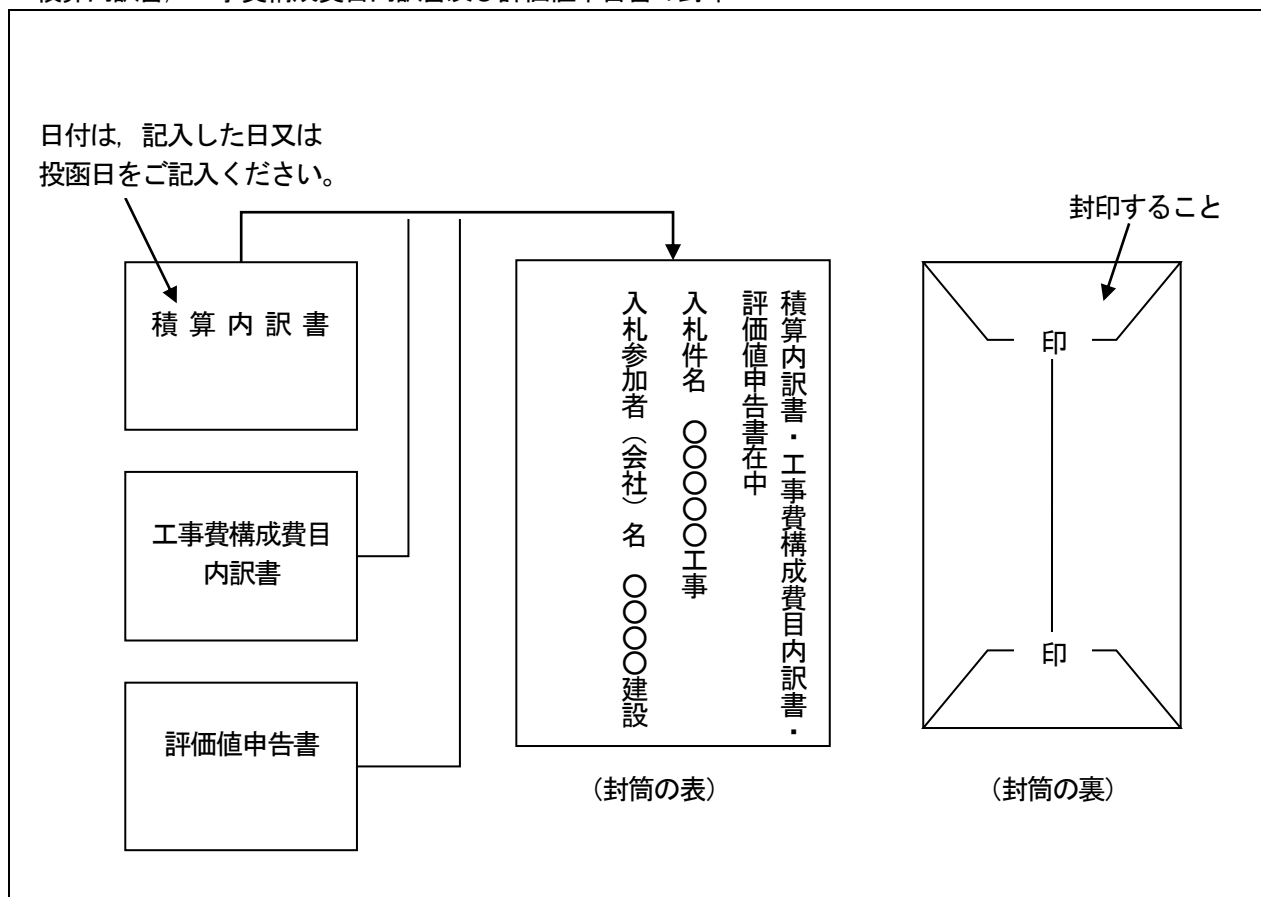 日付は，記入した日又は
投函日をご記入ください。
封印すること
積算内訳書
工事費構成費目
内訳書
評価値申告書
積算内訳書・工事費構成費目内訳書・
評価値申告書在中
入札件名　〇〇〇〇〇工事
入札参加者（会社）名　〇〇〇〇建設
（封筒の表）
印
印
（封筒の裏）